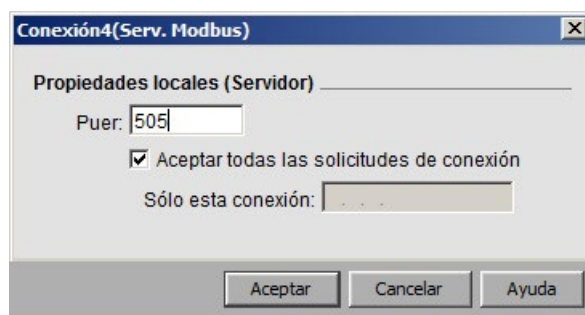 Conexión4(Serv. Modbus)
Propiedades locales (Servidor)
Puer: 505
Aceptar todas las solicitudes de conexión
Sólo esta conexión: . . .
Aceptar Cancelar Ayuda